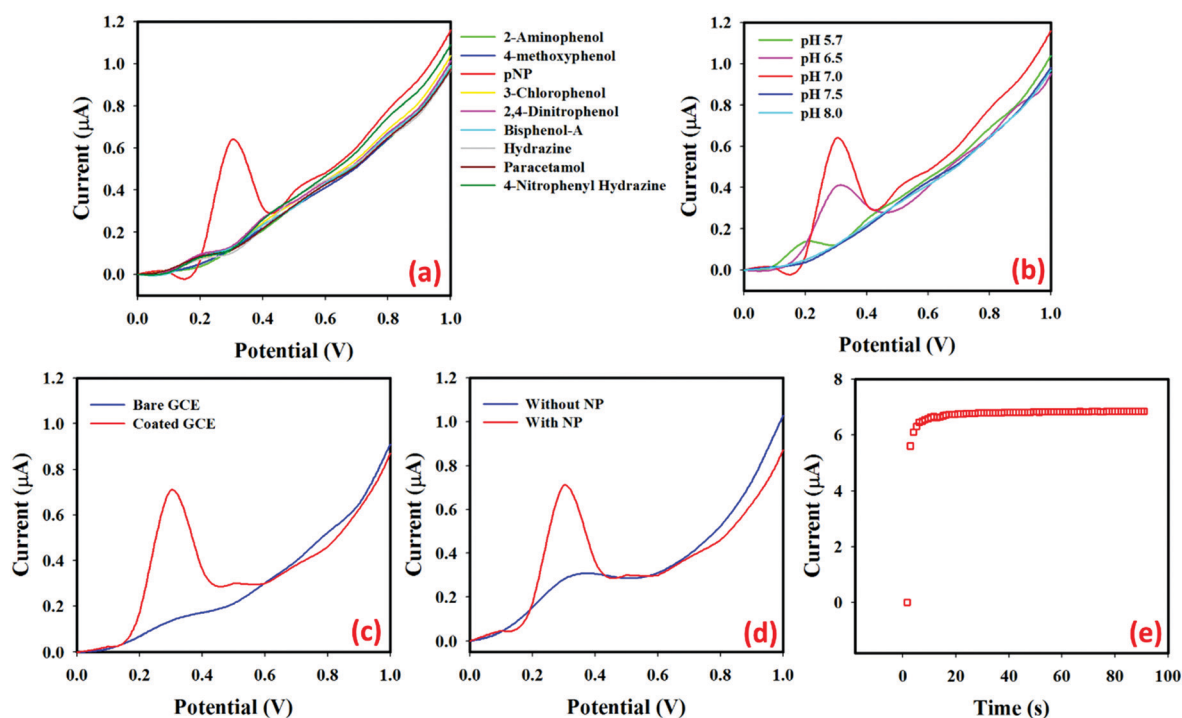 1.2
1.0
0.8
0.6
0.4
0.2
0.0
Current (µA)
0.0 0.2 0.4 0.6 0.8 1.0
Potential (V)
(a)
2-Aminophenol
4-methoxyphenol
pNP
3-Chlorophenol
2,4-Dinitrophenol
Bisphenol-A
Hydrazine
Paracetamol
4-Nitrophenyl Hydrazine
1.2
1.0
0.8
0.6
0.4
0.2
0.0
Current (µA)
pH 5.7
pH 6.5
pH 7.0
pH 7.5
pH 8.0
(b)
0.0 0.2 0.4 0.6 0.8 1.0
Potential (V)
1.2
1.0
0.8
0.6
0.4
0.2
0.0
Current (µA)
Bare GCE
Coated GCE
(c)
0.0 0.2 0.4 0.6 0.8 1.0
Potential (V)
1.2
1.0
0.8
0.6
0.4
0.2
0.0
Current (µA)
Without NP
With NP
(d)
0.0 0.2 0.4 0.6 0.8 1.0
Potential (V)
8
6
4
2
0
Current (µA)
(e)
0 20 40 60 80 100
Time (s)